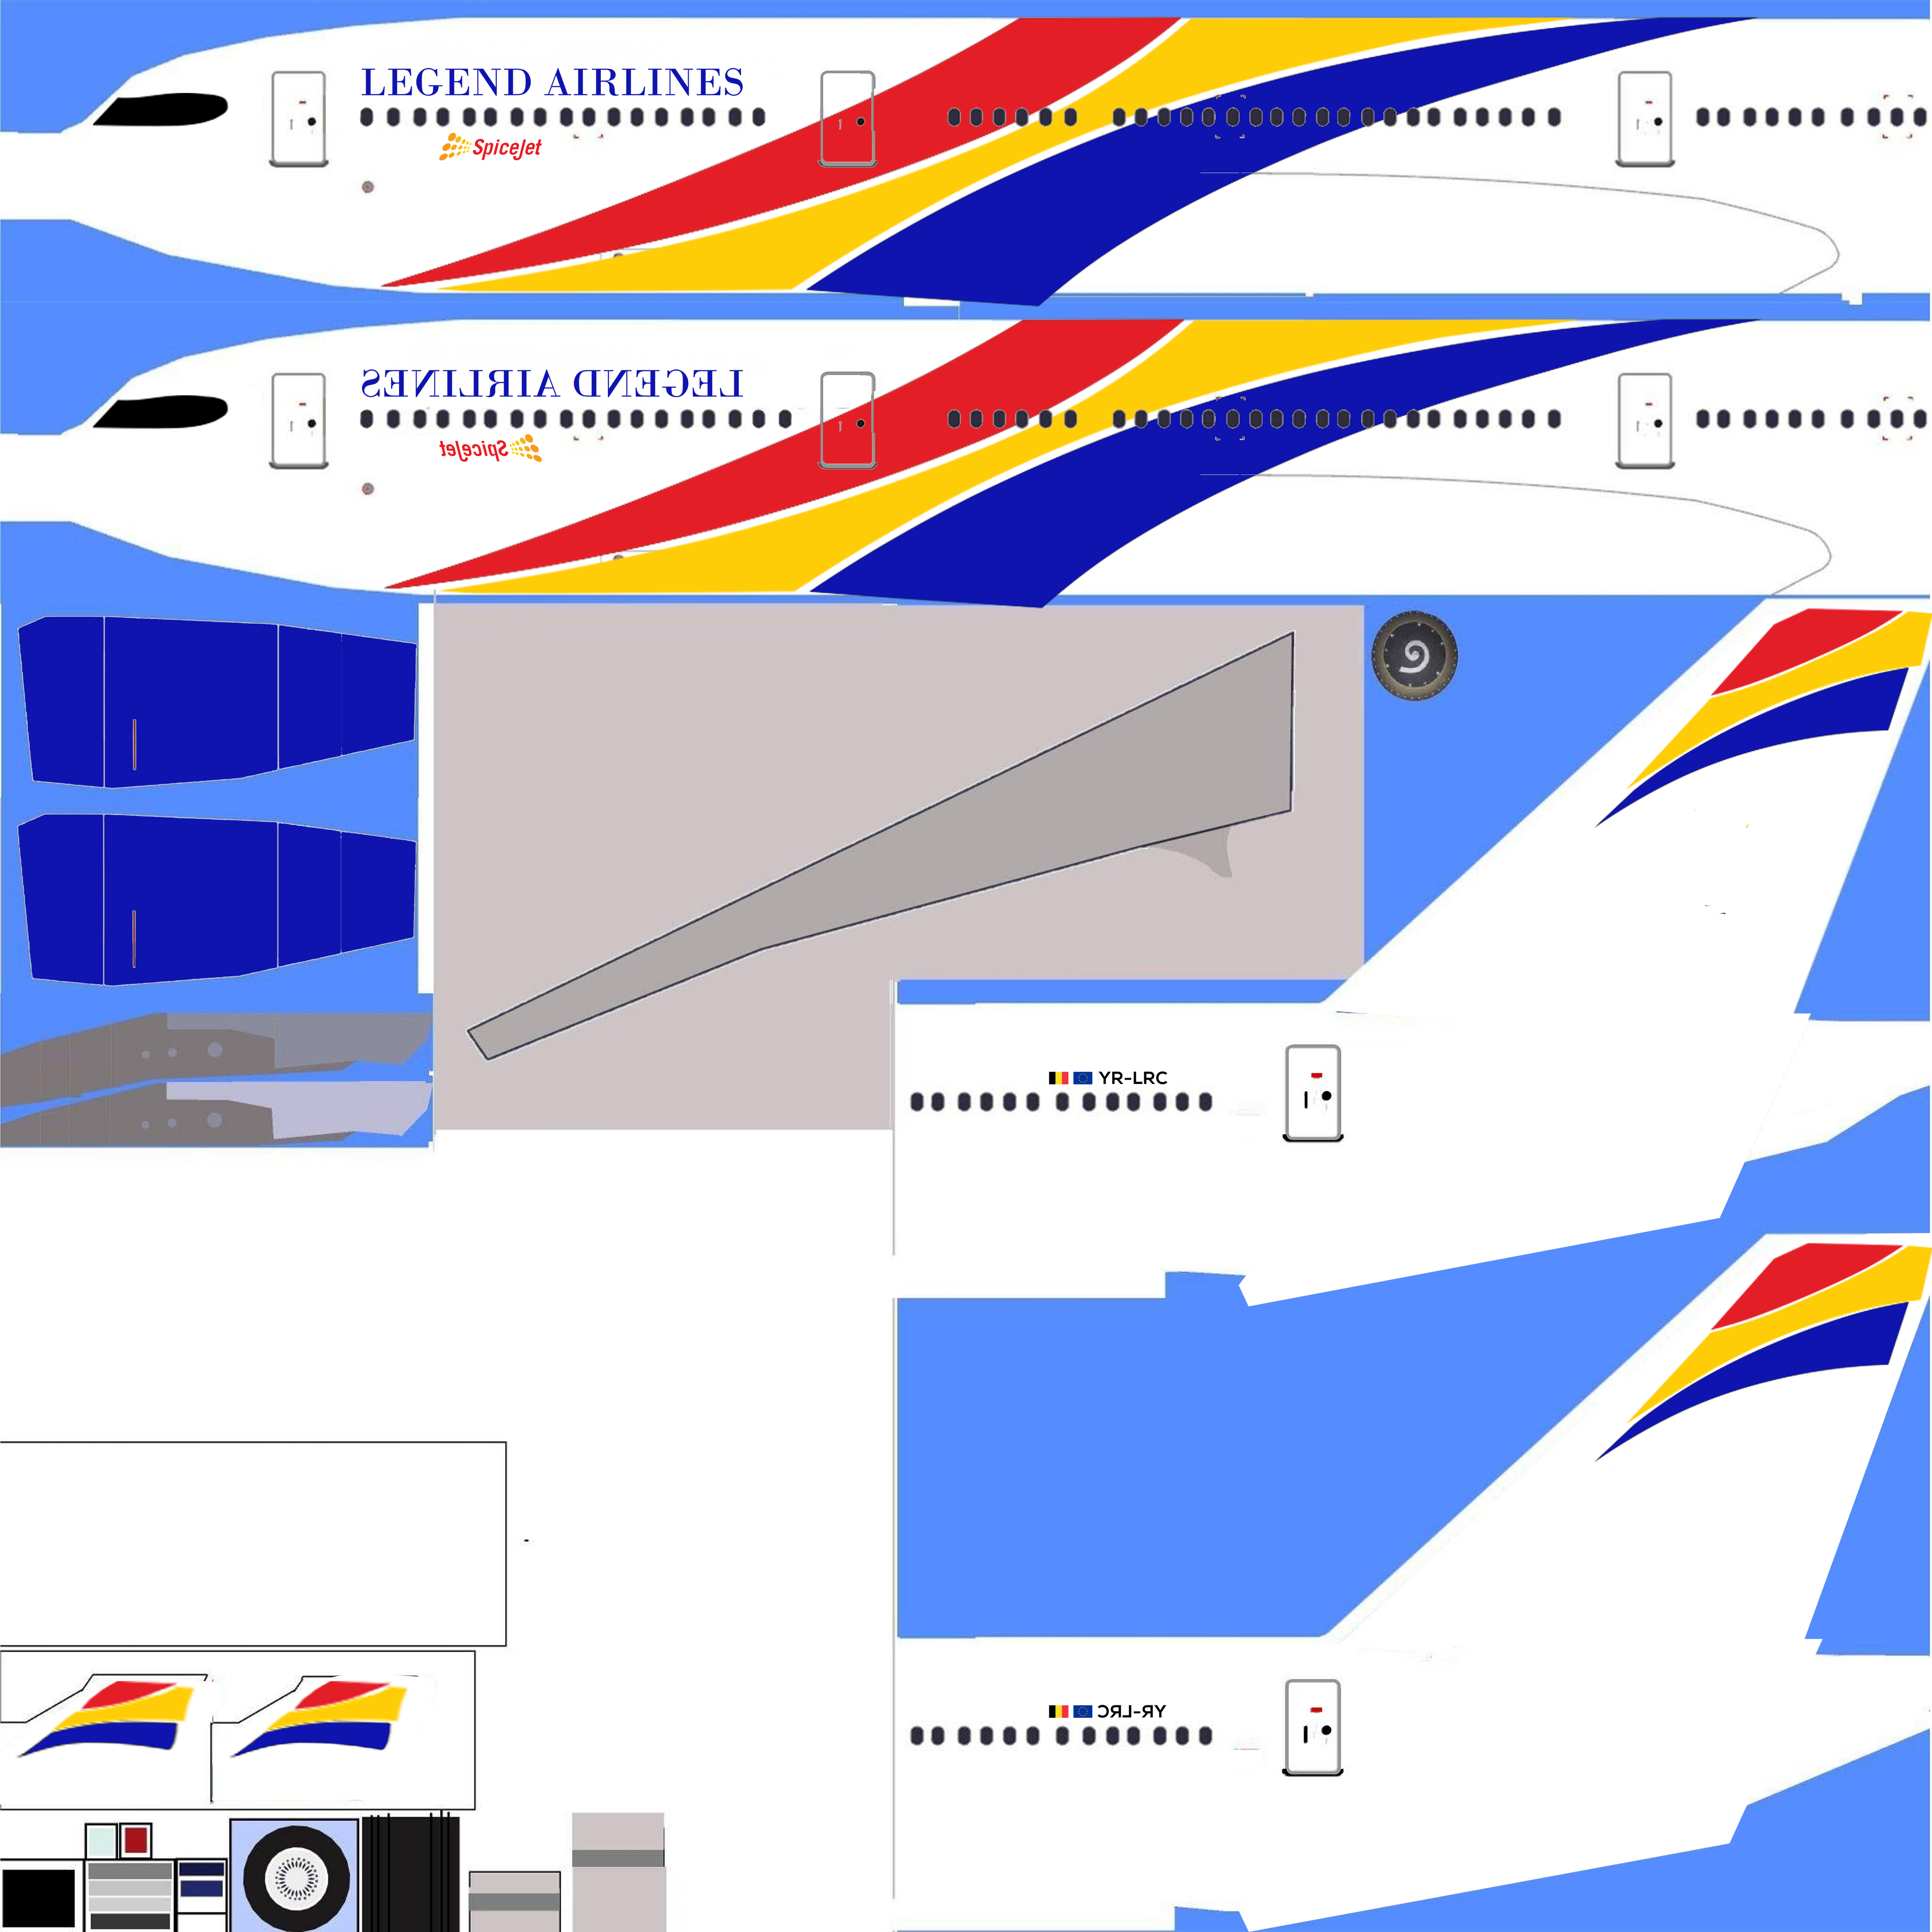 LEGEND AIRLINES
SpiceJet
LEGEND AIRLINES
SpiceJet
YR-LRC
YR-LRC